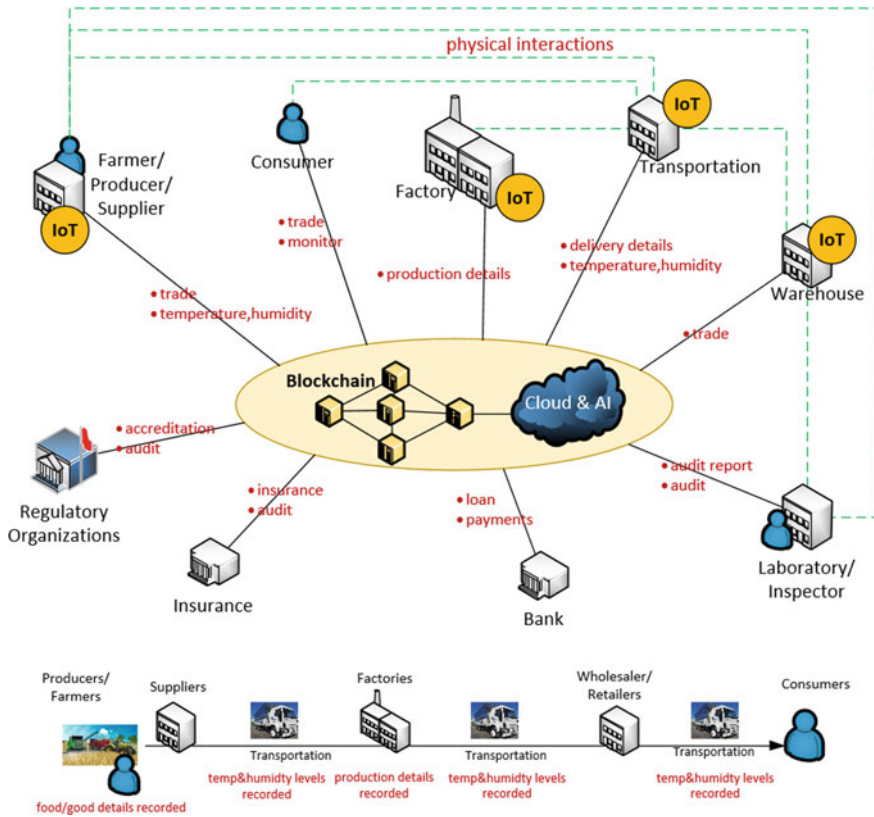 physical interactions
IoT
Consumer
IoT
Farmer/
Producer/
Supplier
IoT
Factory
IoT
Transportation
IoT
Warehouse
• trade
• monitor
• production details
• delivery details
• temperature,humidity
• trade
• temperature,humidity
• trade
Blockchain
Cloud & AI
• accreditation
• audit
Regulatory
Organizations
• insurance
• audit
Insurance
• loan
• payments
Bank
• audit report
• audit
Laboratory/
Inspector
Producers/
Farmers
Suppliers
Factories
Wholesaler/
Retailers
Consumers
Transportation
Transportation
Transportation
food/good details recorded
temp&humidty levels
recorded
production details
recorded
temp&humidty levels
recorded
temp&humidty levels
recorded